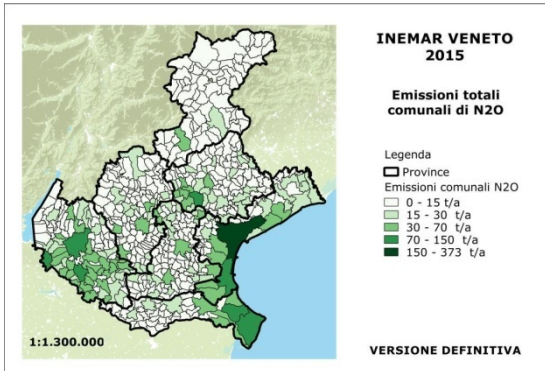 INEMAR VENETO
2015
Emissioni totali
comunali di N2O
Legenda
Province
Emissioni comunali N2O
0 - 15 t/a
15 - 30 t/a
30 - 70 t/a
70 - 150 t/a
150 - 373 t/a
1:1.300.000
VERSIONE DEFINITIVA